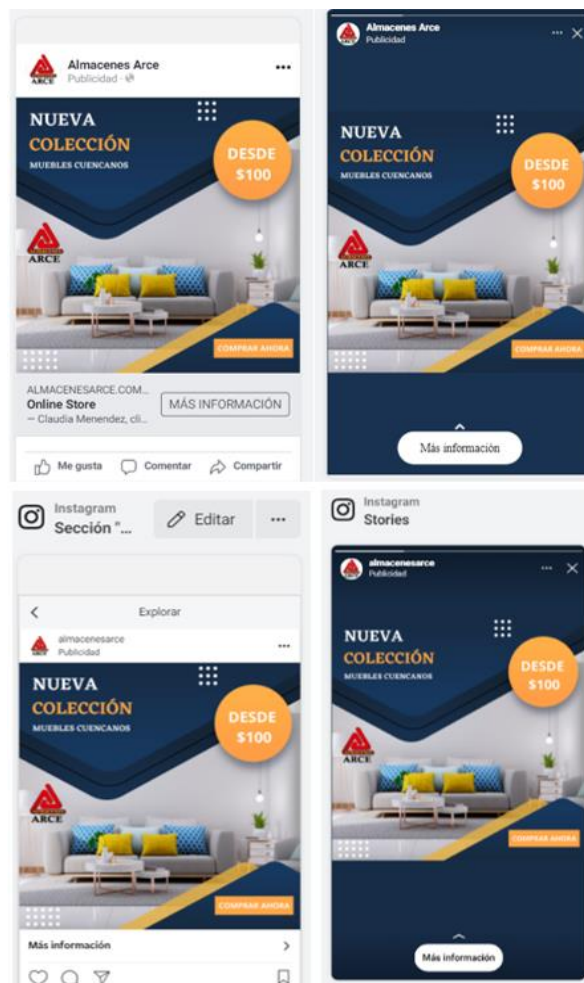 Almacenes Arce
Publicidad ·
ARCE
NUEVA
COLECCIÓN
MUEBLES CUENCANOS
DESDE
$100
ARCE
COMPRAR AHORA
ALMACENESARCE.COM...
Online Store
— Claudia Menendez, cli...
MÁS INFORMACIÓN
Me gusta
Comentar
Compartir
Almacenes Arce
Publicidad
NUEVA
COLECCIÓN
MUEBLES CUENCANOS
DESDE
$100
ARCE
COMPRAR AHORA
Más información
Instagram
Sección "...
Editar
Explorar
almacenesarce
Publicidad
NUEVA
COLECCIÓN
MUEBLES CUENCANOS
DESDE
$100
ARCE
COMPRAR AHORA
Más información
Instagram
Stories
almacenesarce
Publicidad
NUEVA
COLECCIÓN
MUEBLES CUENCANOS
DESDE
$100
ARCE
COMPRAR AHORA
Más información